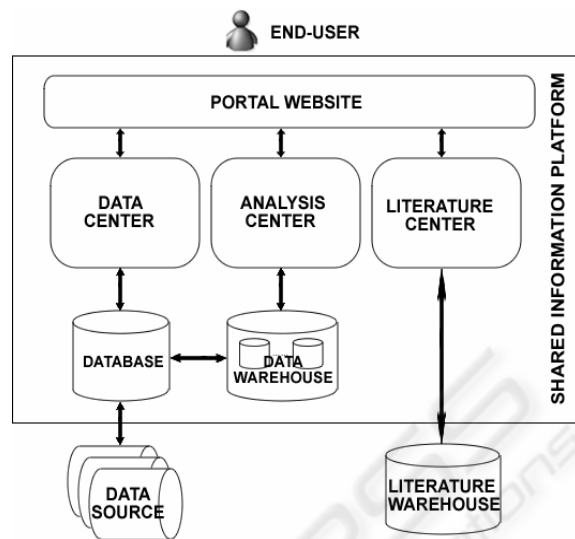 END-USER
PORTAL WEBSITE
DATA
CENTER
ANALYSIS
CENTER
LITERATURE
CENTER
SHARED INFORMATION PLATFORM
DATABASE
DATA
WAREHOUSE
DATA
SOURCE
LITERATURE
WAREHOUSE